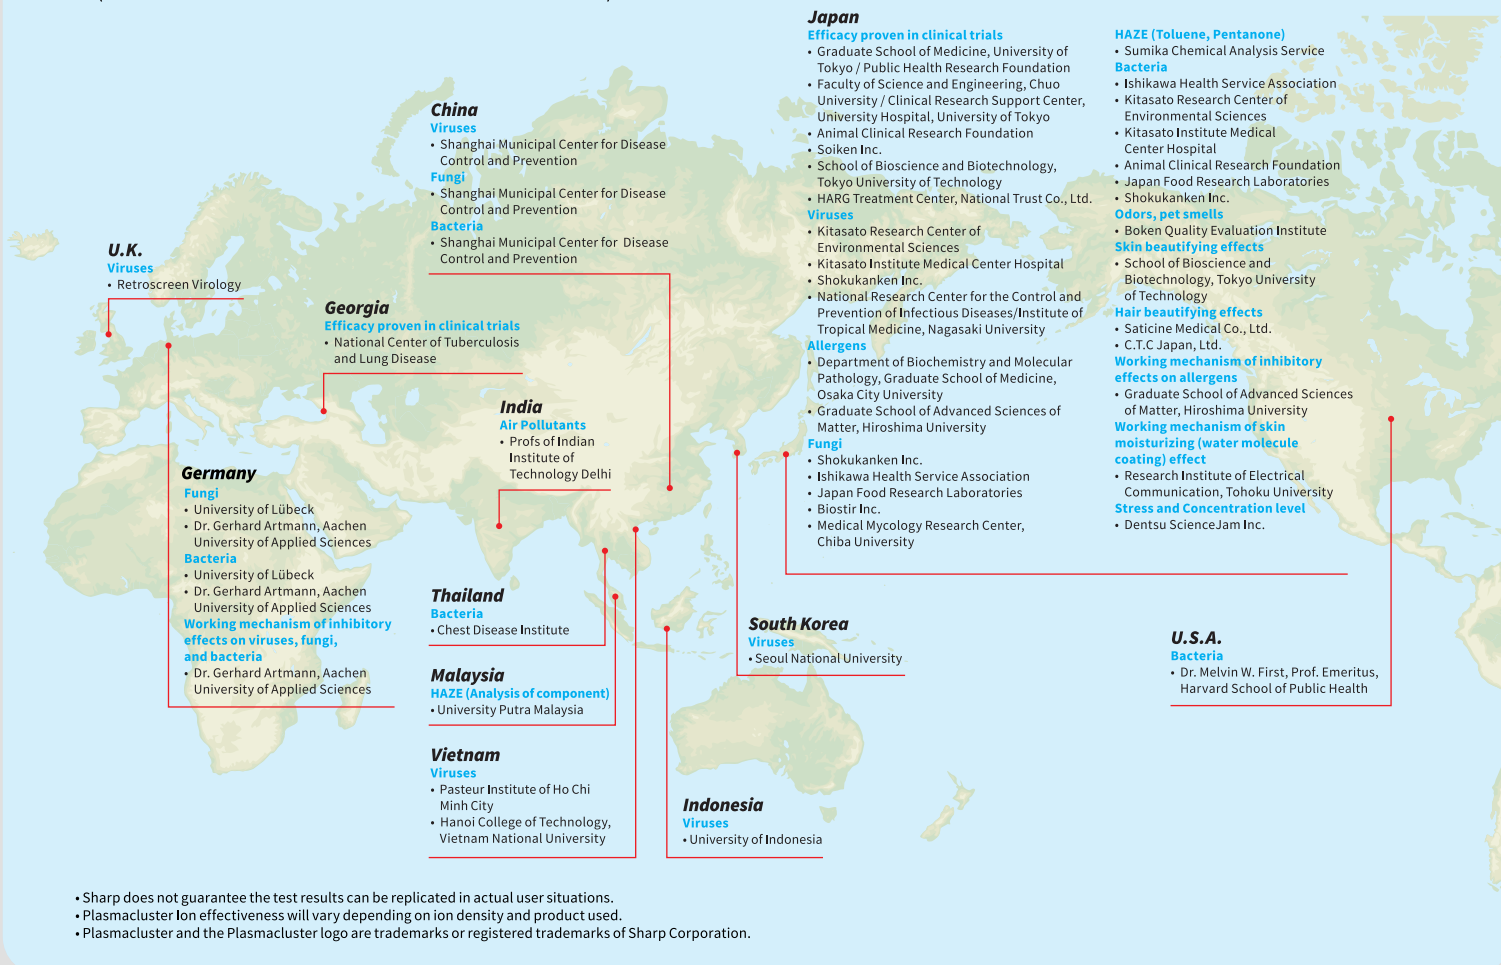 China
Viruses
• Shanghai Municipal Center for Disease
Control and Prevention
Fungi
• Shanghai Municipal Center for Disease
Control and Prevention
Bacteria
• Shanghai Municipal Center for Disease
Control and Prevention
U.K.
Viruses
• Retroscreen Virology
Georgia
Efficacy proven in clinical trials
• National Center of Tuberculosis
and Lung Disease
India
Air Pollutants
• Profs of Indian
Institute of
Technology Delhi
Germany
Fungi
• University of Lübeck
• Dr. Gerhard Artmann, Aachen
University of Applied Sciences
Bacteria
• University of Lübeck
• Dr. Gerhard Artmann, Aachen
University of Applied Sciences
Working mechanism of inhibitory
effects on viruses, fungi,
and bacteria
• Dr. Gerhard Artmann, Aachen
University of Applied Sciences
Thailand
Bacteria
• Chest Disease Institute
Malaysia
HAZE (Analysis of component)
• University Putra Malaysia
Vietnam
Viruses
• Pasteur Institute of Ho Chi
Minh City
• Hanoi College of Technology,
Vietnam National University
Japan
Efficacy proven in clinical trials
• Graduate School of Medicine, University of
Tokyo / Public Health Research Foundation
• Faculty of Science and Engineering, Chuo
University / Clinical Research Support Center,
University Hospital, University of Tokyo
• Animal Clinical Research Foundation
• Soiken Inc.
• School of Bioscience and Biotechnology,
Tokyo University of Technology
• HARG Treatment Center, National Trust Co., Ltd.
Viruses
• Kitasato Research Center of
Environmental Sciences
• Kitasato Institute Medical Center Hospital
• Shokukanken Inc.
• National Research Center for the Control and
Prevention of Infectious Diseases/Institute of
Tropical Medicine, Nagasaki University
Allergens
• Department of Biochemistry and Molecular
Pathology, Graduate School of Medicine,
Osaka City University
• Graduate School of Advanced Sciences of
Matter, Hiroshima University
Fungi
• Shokukanken Inc.
• Ishikawa Health Service Association
• Japan Food Research Laboratories
• Biostir Inc.
• Medical Mycology Research Center,
Chiba University
HAZE (Toluene, Pentanone)
• Sumika Chemical Analysis Service
Bacteria
• Ishikawa Health Service Association
• Kitasato Research Center of
Environmental Sciences
• Kitasato Institute Medical
Center Hospital
• Animal Clinical Research Foundation
• Japan Food Research Laboratories
• Shokukanken Inc.
Odors, pet smells
• Boken Quality Evaluation Institute
Skin beautifying effects
• School of Bioscience and
Biotechnology, Tokyo University
of Technology
Hair beautifying effects
• Saticine Medical Co., Ltd.
• C.T.C Japan, Ltd.
Working mechanism of inhibitory
effects on allergens
• Graduate School of Advanced Sciences
of Matter, Hiroshima University
Working mechanism of skin
moisturizing (water molecule
coating) effect
• Research Institute of Electrical
Communication, Tohoku University
Stress and Concentration level
• Dentsu ScienceJam Inc.
South Korea
Viruses
• Seoul National University
U.S.A.
Bacteria
• Dr. Melvin W. First, Prof. Emeritus,
Harvard School of Public Health
Indonesia
Viruses
• University of Indonesia
• Sharp does not guarantee the test results can be replicated in actual user situations.
• Plasmacluster Ion effectiveness will vary depending on ion density and product used.
• Plasmacluster and the Plasmacluster logo are trademarks or registered trademarks of Sharp Corporation.